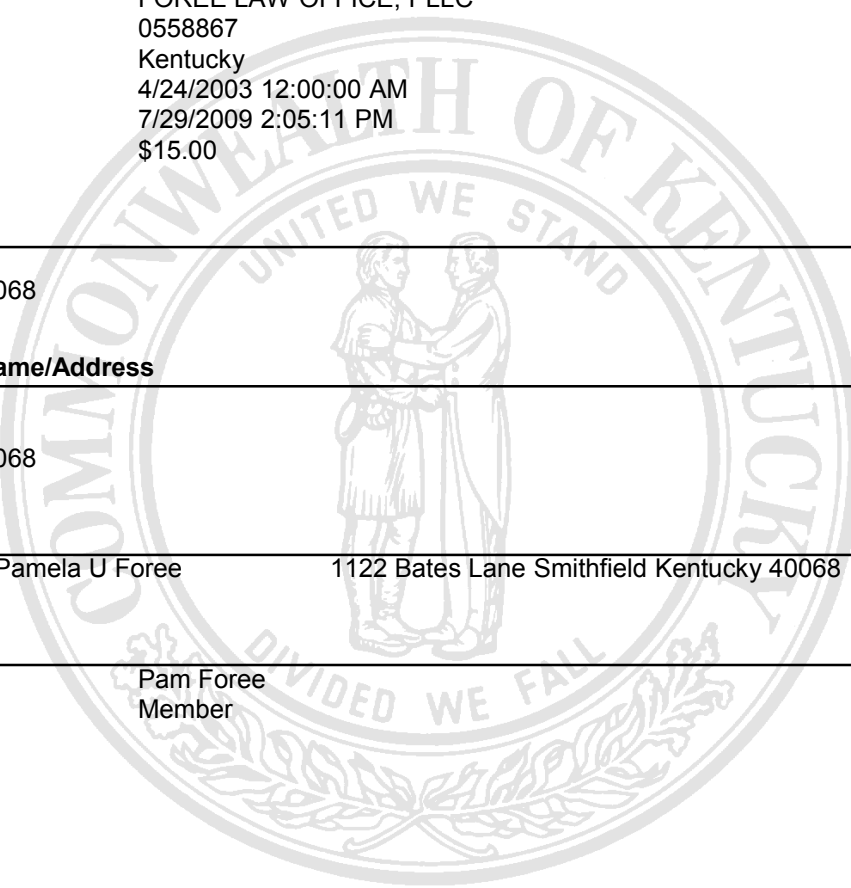 FOREE LAW OFFICE, PLLC
0558867
Kentucky
4/24/2003 12:00:00 AM
7/29/2009 2:05:11 PM
$15.00
COMMONWEALTH OF KENTUCKY
UNITED WE STAND
068
ame/Address
068
Pamela U Foree 1122 Bates Lane Smithfield Kentucky 40068
Pam Foree
Member
DIVIDED WE FALL